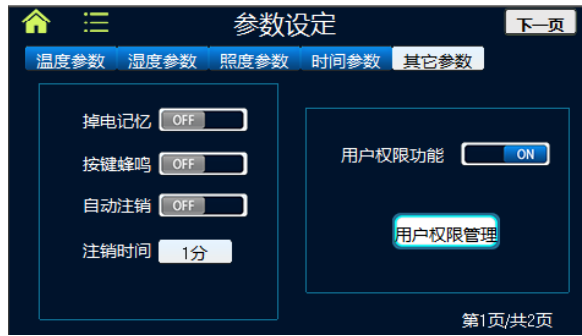 参数设定
下一页
温度参数 湿度参数 照度参数 时间参数 其它参数
掉电记忆 OFF
按键蜂鸣 OFF
自动注销 OFF
注销时间 1分
用户权限功能 ON
用户权限管理
第1页/共2页